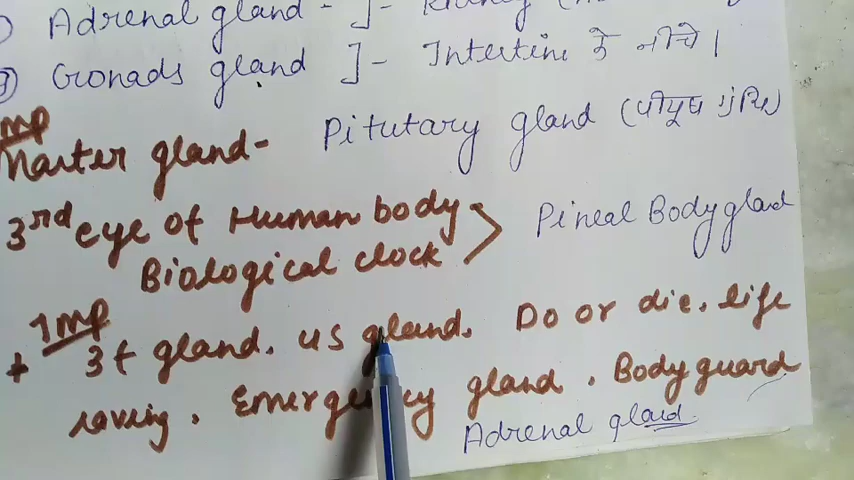 Adrenal gland - ]- Kidney
Gonads gland ]- Intertine के नीचे।
Imp
Master gland- Pitutary gland (पीयूष ग्रंथि)
3rd eye of Human body
Biological clock > Pineal Body gland
Imp
+ 3F gland. us gland. Do or die. life
saving. Emergency gland. Body guard
Adrenal gland.